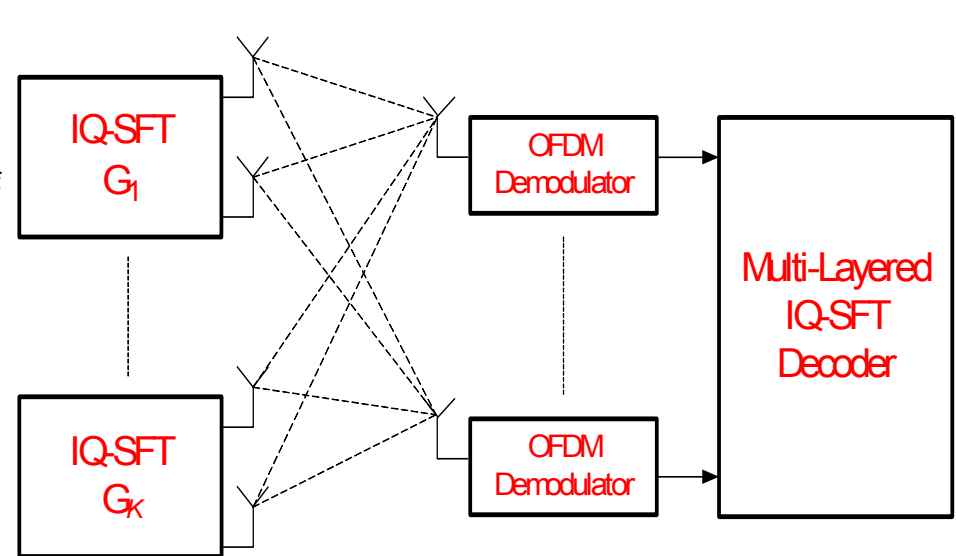 IQ-SFT
G1
OFDM
Demodulator
Multi-Layered
IQ-SFT
Decoder
IQ-SFT
GK
OFDM
Demodulator